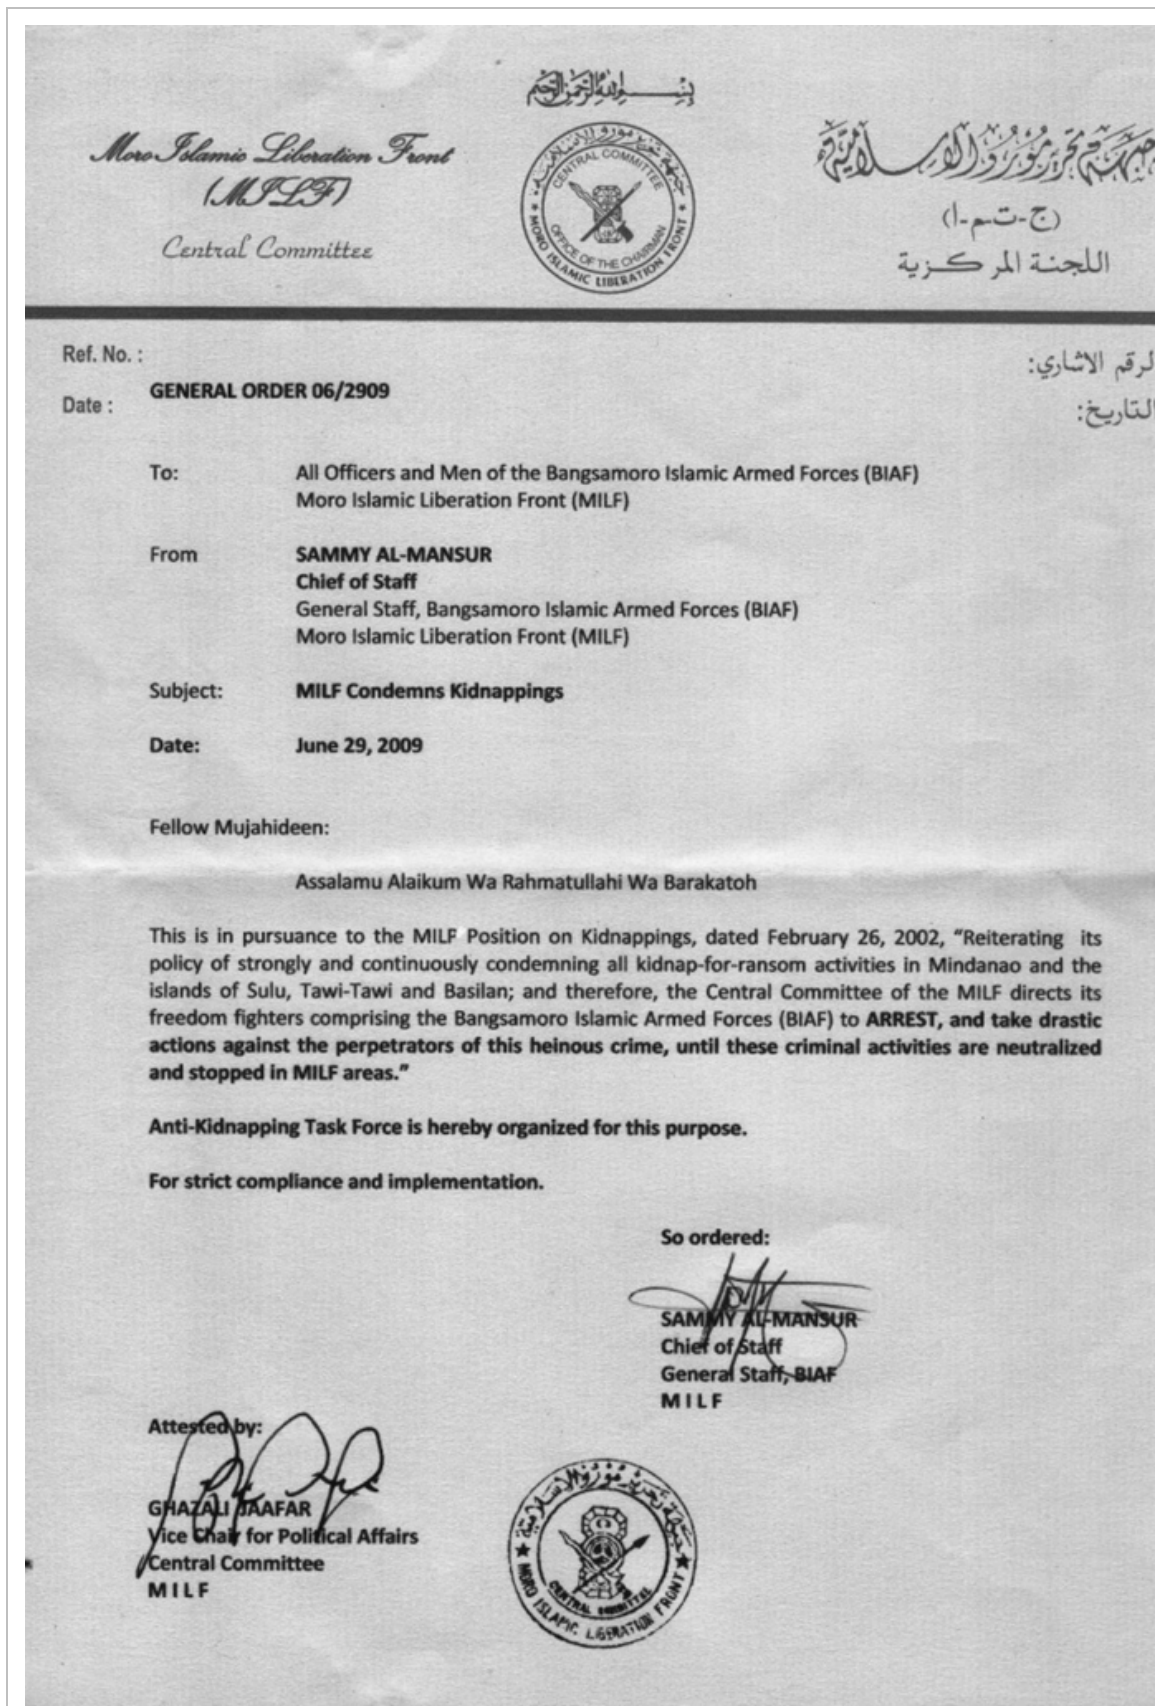 بسم الله الرحمن الرحيم
Moro Islamic Liberation Front
(MILF)
Central Committee
CENTRAL COMMITTEE
OFFICE OF THE CHAIRMAN
MORO ISLAMIC LIBERATION FRONT
جبهة تحرير مورو الإسلامية
(ج-ت-م-ا)
اللجنة المركزية
Ref. No. :
لرقم الاشاري:
GENERAL ORDER 06/2909
Date :
التاريخ:
To: All Officers and Men of the Bangsamoro Islamic Armed Forces (BIAF)
Moro Islamic Liberation Front (MILF)
From SAMMY AL-MANSUR
Chief of Staff
General Staff, Bangsamoro Islamic Armed Forces (BIAF)
Moro Islamic Liberation Front (MILF)
Subject: MILF Condemns Kidnappings
Date: June 29, 2009
Fellow Mujahideen:
Assalamu Alaikum Wa Rahmatullahi Wa Barakatoh
This is in pursuance to the MILF Position on Kidnappings, dated February 26, 2002, “Reiterating its
policy of strongly and continuously condemning all kidnap-for-ransom activities in Mindanao and the
islands of Sulu, Tawi-Tawi and Basilan; and therefore, the Central Committee of the MILF directs its
freedom fighters comprising the Bangsamoro Islamic Armed Forces (BIAF) to ARREST, and take drastic
actions against the perpetrators of this heinous crime, until these criminal activities are neutralized
and stopped in MILF areas.”
Anti-Kidnapping Task Force is hereby organized for this purpose.
For strict compliance and implementation.
So ordered:
SAMMY AL-MANSUR
Chief of Staff
General Staff, BIAF
M I L F
Attested by:
GHAZALI JAAFAR
Vice Chair for Political Affairs
Central Committee
M I L F
جبهة تحرير مورو الإسلامية
CENTRAL COMMITTEE
MORO ISLAMIC LIBERATION FRONT